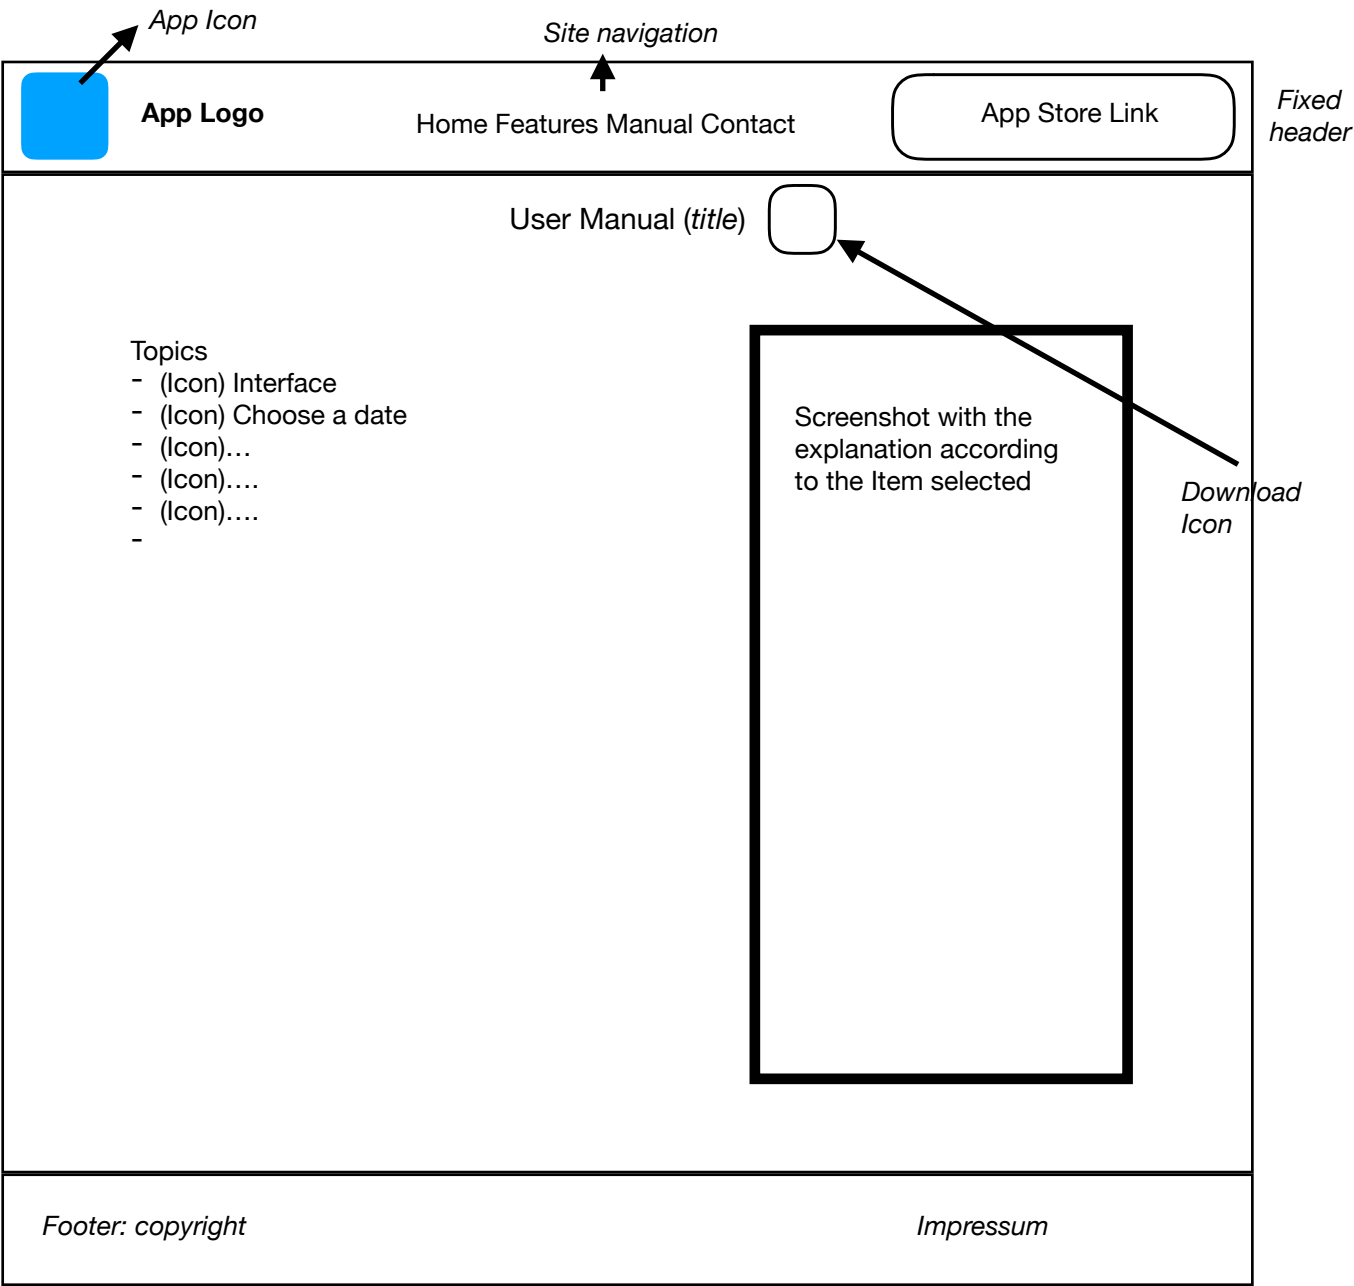 App Icon
Site navigation
App Logo
Home Features Manual Contact
App Store Link
Fixed
header
User Manual (title)
Topics
- (Icon) Interface
- (Icon) Choose a date
- (Icon)…
- (Icon)….
- (Icon)….
-
Screenshot with the
explanation according
to the Item selected
Download
Icon
Footer: copyright
Impressum